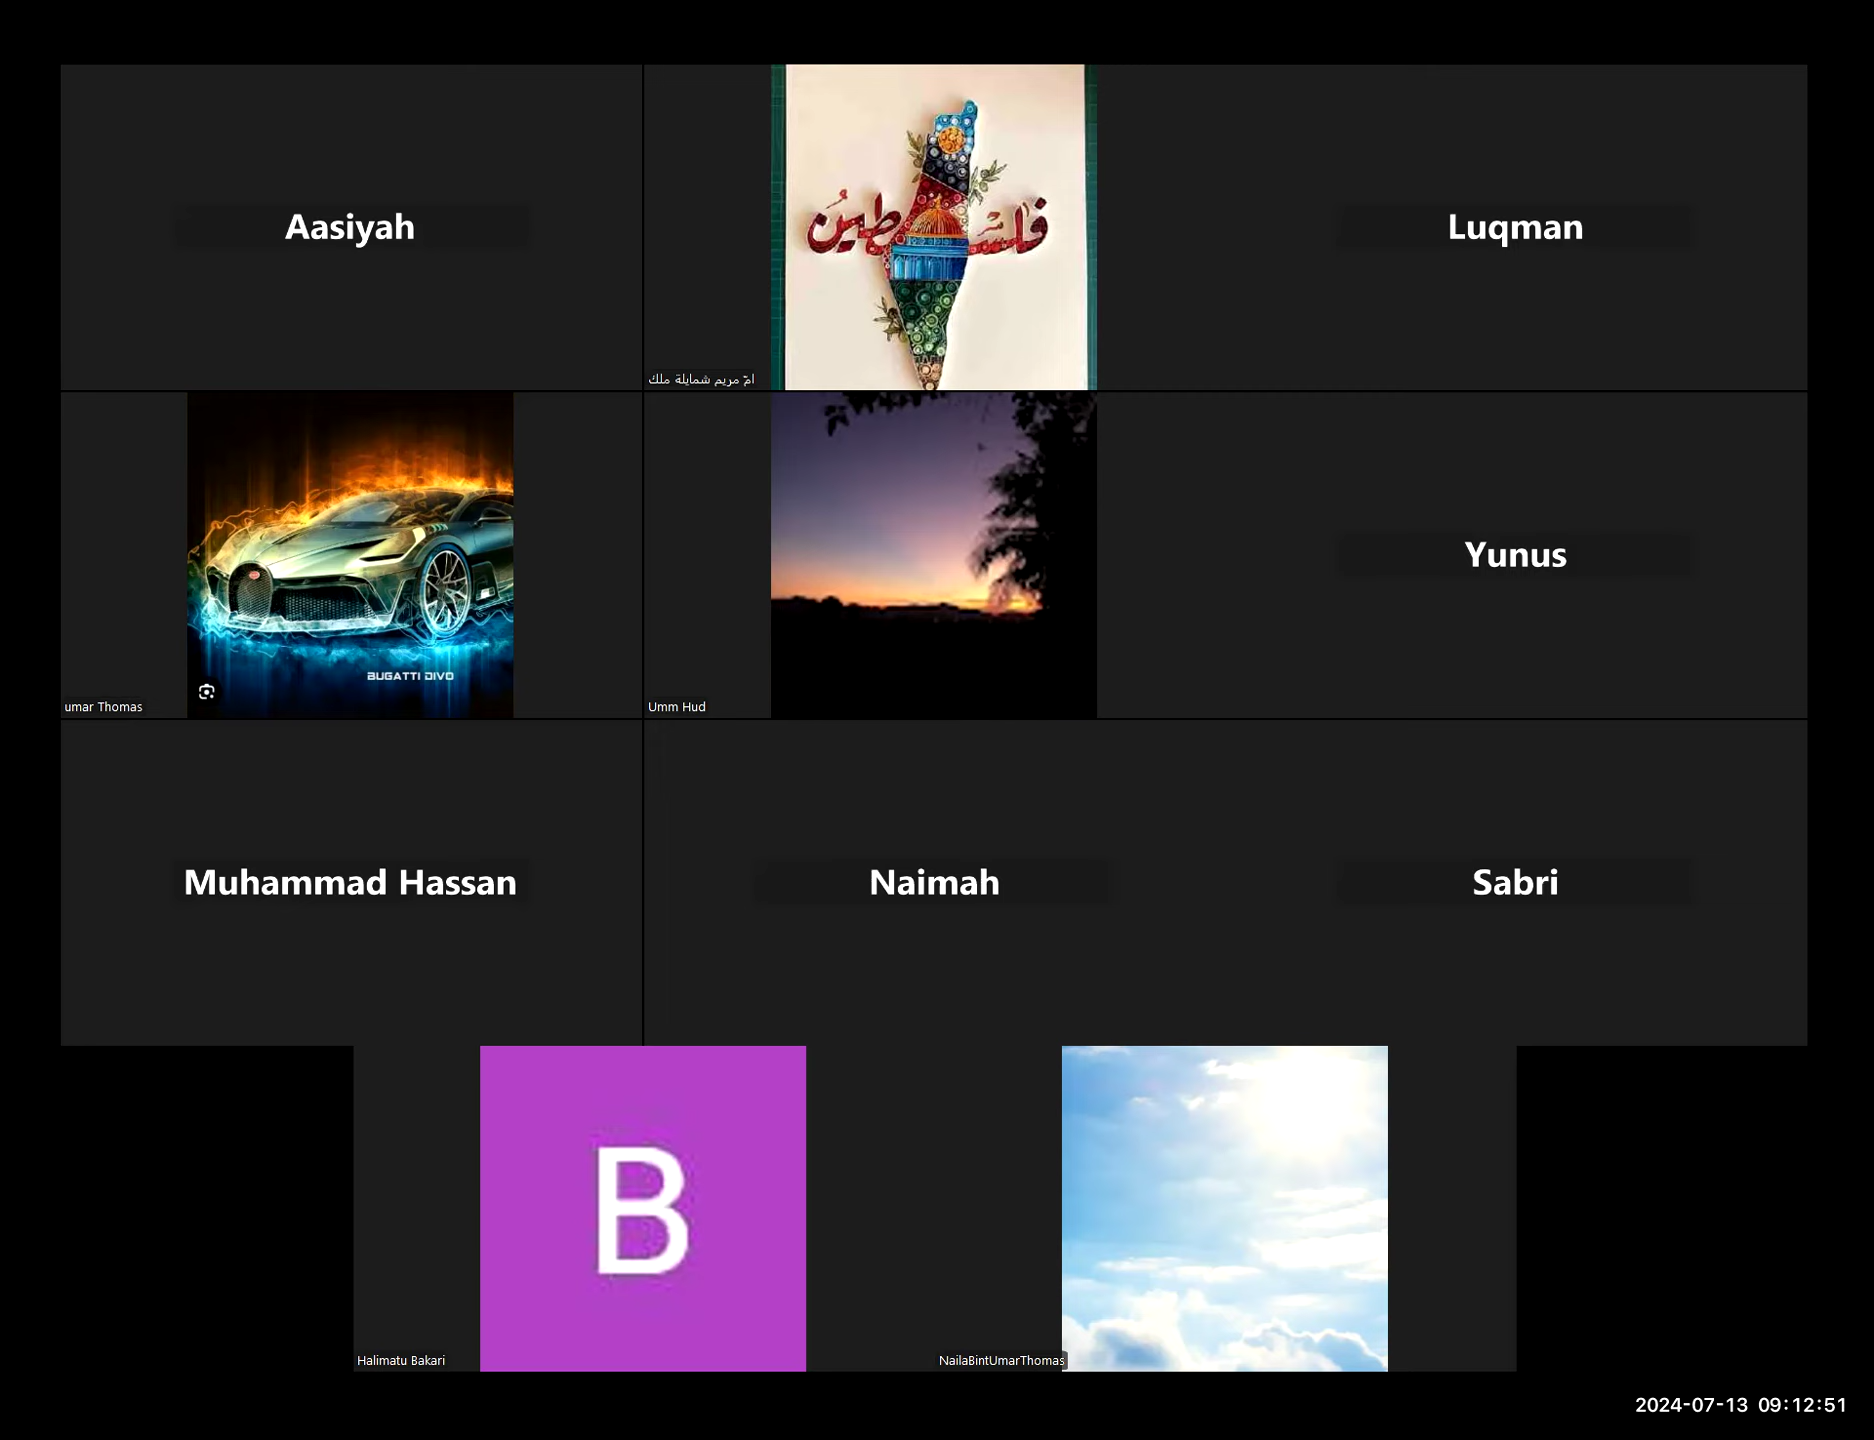 Aasiyah
فلسطين
امّ مريم شمايلة ملك
Luqman
BUGATTI DIVO
umar Thomas
Umm Hud
Yunus
Muhammad Hassan
Naimah
Sabri
B
Halimatu Bakari
NailaBintUmarThomas
2024-07-13 09:12:51